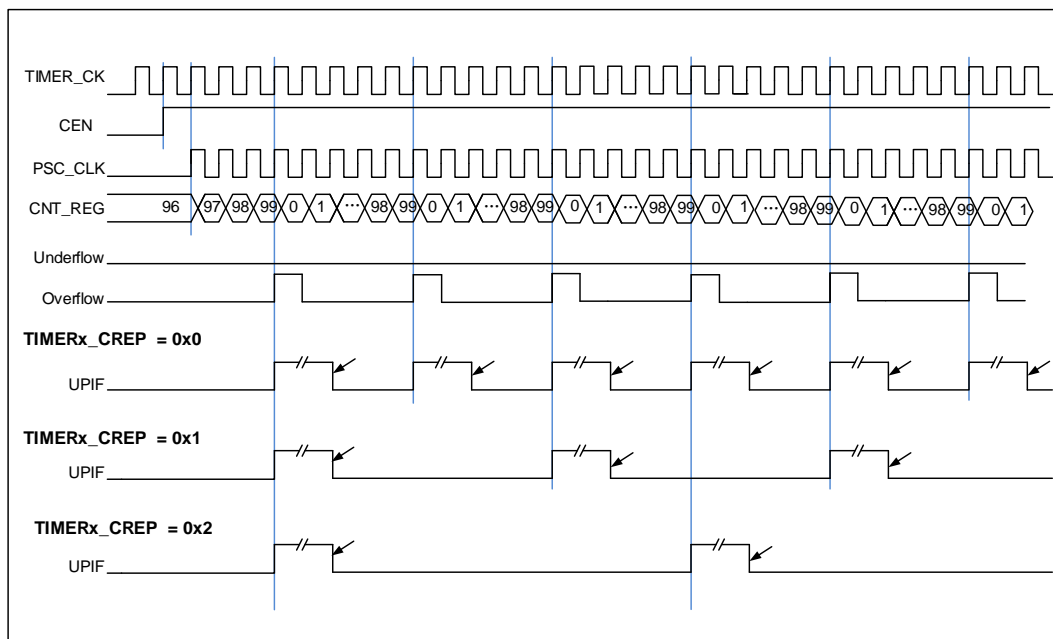 TIMER_CK
CEN
PSC_CLK
CNT_REG 96 97 98 99 0 1 ... 98 99 0 1 ... 98 99 0 1 ... 98 99 0 1 ... 98 99 0 1 ... 98 99 0 1
Underflow
Overflow
TIMERx_CREP = 0x0
UPIF
TIMERx_CREP = 0x1
UPIF
TIMERx_CREP = 0x2
UPIF